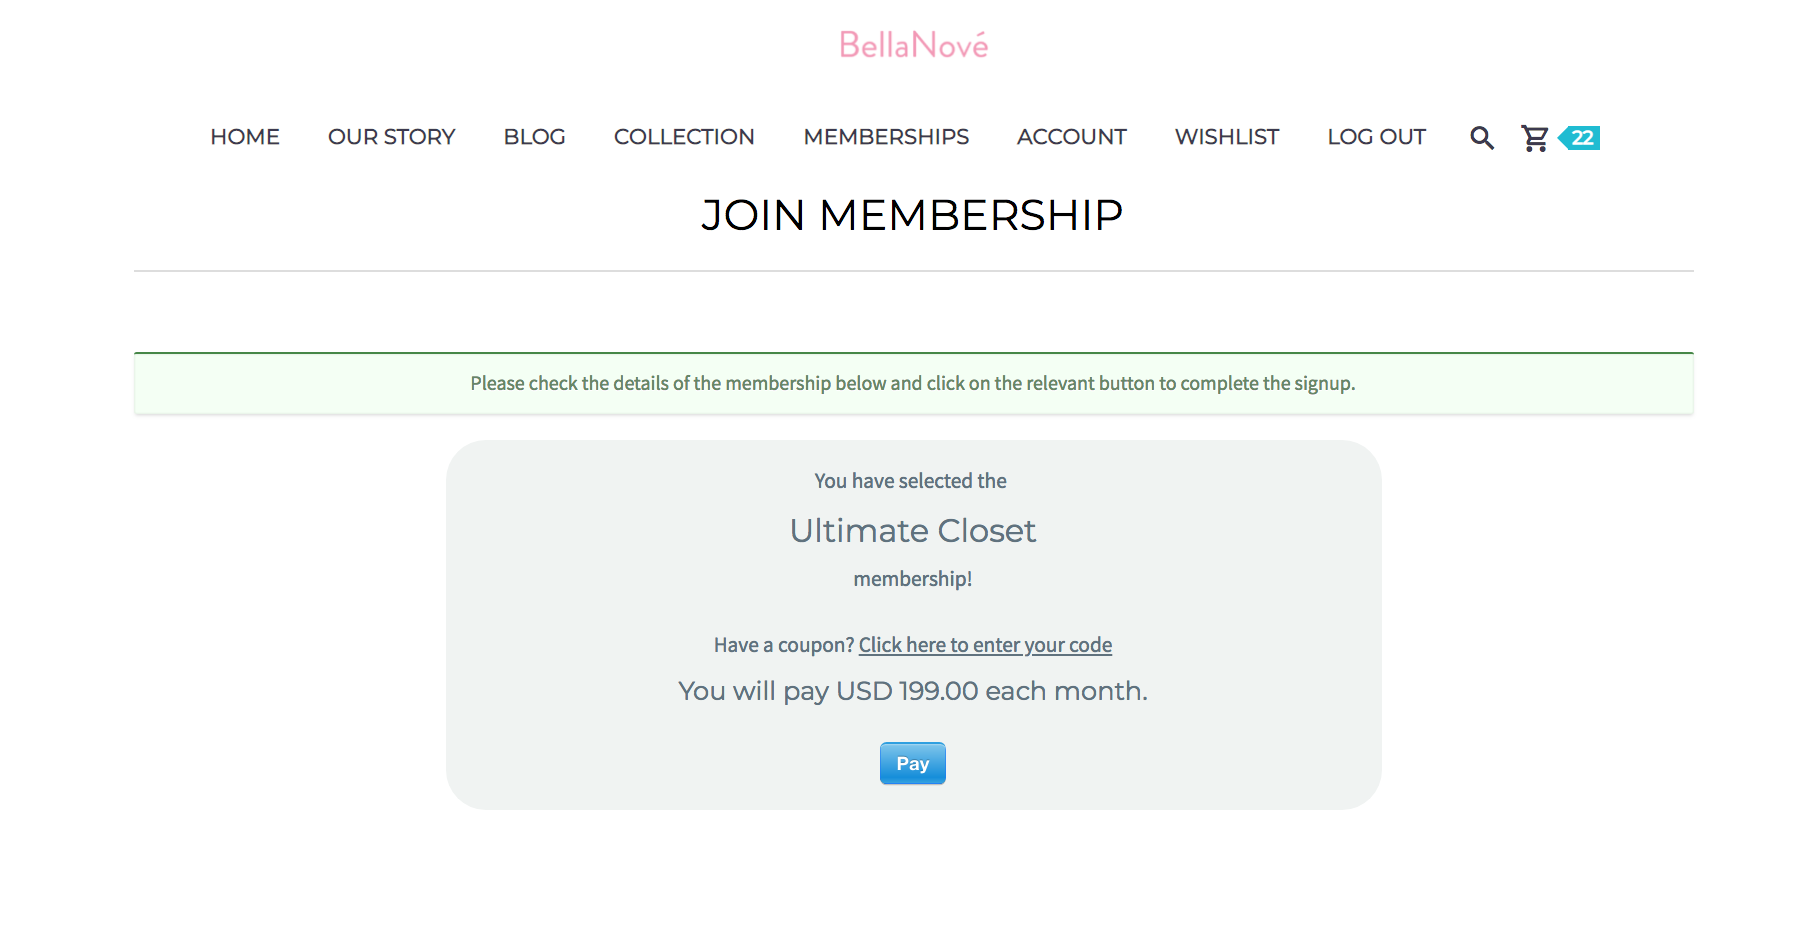 BellaNové
HOME OUR STORY BLOG COLLECTION MEMBERSHIPS ACCOUNT WISHLIST LOG OUT 22
JOIN MEMBERSHIP
Please check the details of the membership below and click on the relevant button to complete the signup.
You have selected the
Ultimate Closet
membership!
Have a coupon? Click here to enter your code
You will pay USD 199.00 each month.
Pay